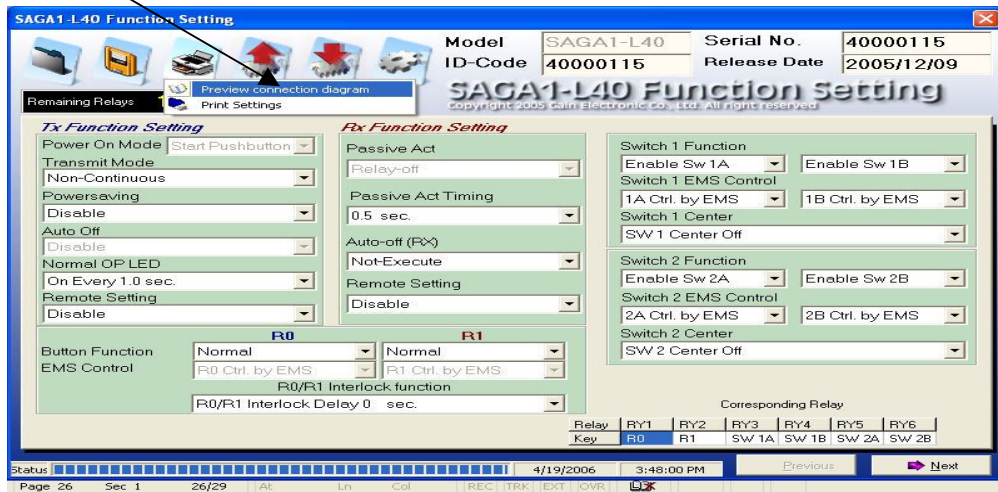 SAGA1-L40 Function Setting
Model SAGA1-L40 Serial No. 40000115
ID-Code 40000115 Release Date 2005/12/09
Preview connection diagram
Print Settings
Remaining Relays
SAGA1-L40 Function Setting
Copyright 2005 Gain Electronic Co., Ltd. All right reserved
Tx Function Setting
Power On Mode Start Pushbutton
Transmit Mode
Non-Continuous
Powersaving
Disable
Auto Off
Disable
Normal OP LED
On Every 1.0 sec.
Remote Setting
Disable
Rx Function Setting
Passive Act
Relay-off
Passive Act Timing
0.5 sec.
Auto-off (RX)
Not-Execute
Remote Setting
Disable
Switch 1 Function
Enable Sw 1A Enable Sw 1B
Switch 1 EMS Control
1A Ctrl. by EMS 1B Ctrl. by EMS
Switch 1 Center
SW 1 Center Off
Switch 2 Function
Enable Sw 2A Enable Sw 2B
Switch 2 EMS Control
2A Ctrl. by EMS 2B Ctrl. by EMS
Switch 2 Center
SW 2 Center Off
R0 R1
Button Function Normal Normal
EMS Control R0 Ctrl. by EMS R1 Ctrl. by EMS
R0/R1 Interlock function
R0/R1 Interlock Delay 0 sec.
Corresponding Relay
Relay RY1 RY2 RY3 RY4 RY5 RY6
Key R0 R1 SW 1A SW 1B SW 2A SW 2B
Status 4/19/2006 3:48:00 PM Previous Next
Page 26 Sec 1 26/29 At Ln Col REC TRK EXT OVR